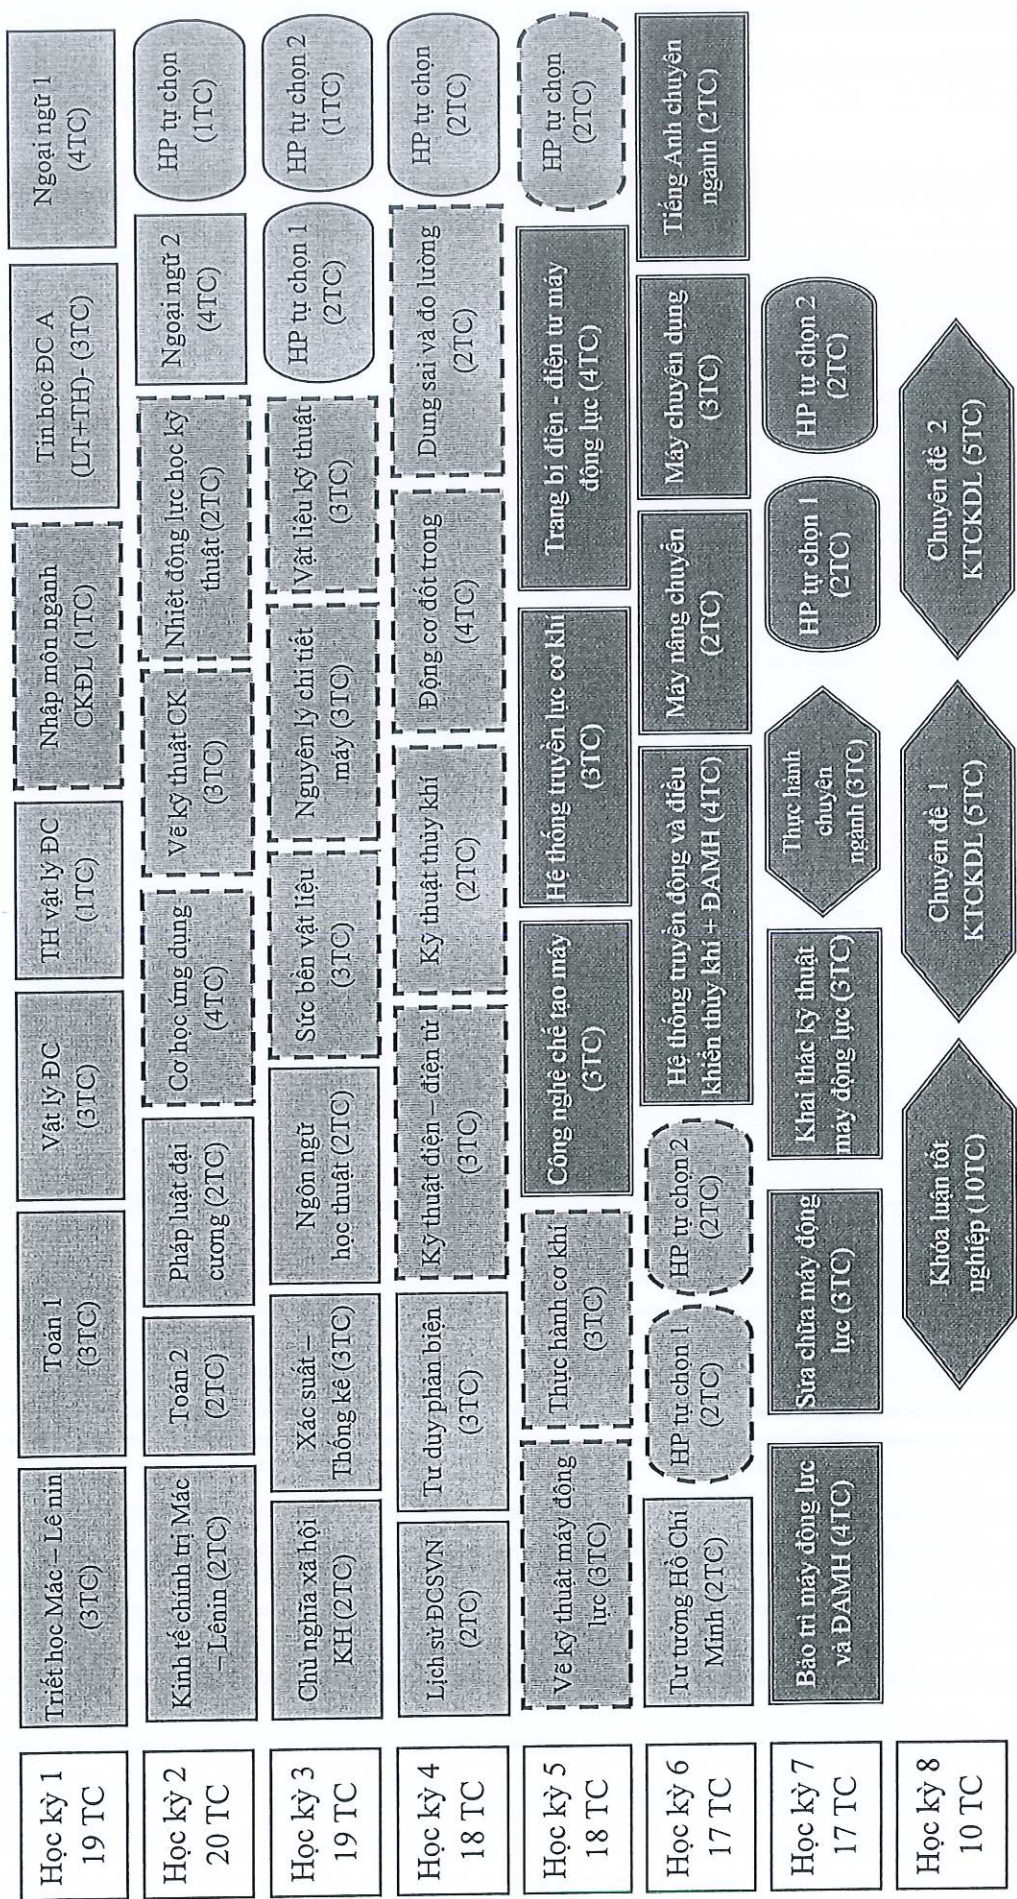 Học kỳ 1
19 TC
Triết học Mác – Lê nin
(3TC)
Toán 1
(3TC)
Vật lý ĐC
(3TC)
TH vật lý ĐC
(1TC)
Nhập môn ngành
CKĐL (1TC)
Tin học ĐC A
(LT+TH)- (3TC)
Ngoại ngữ 1
(4TC)
Học kỳ 2
20 TC
Kinh tế chính trị Mác
– Lênin (2TC)
Toán 2
(2TC)
Pháp luật đại
cương (2TC)
Cơ học ứng dụng
(4TC)
Vẽ kỹ thuật CK
(3TC)
Nhiệt động lực học kỹ
thuật (2TC)
Ngoại ngữ 2
(4TC)
HP tự chọn
(1TC)
Học kỳ 3
19 TC
Chủ nghĩa xã hội
KH (2TC)
Xác suất –
Thống kê (3TC)
Ngôn ngữ
học thuật (2TC)
Sức bền vật liệu
(3TC)
Nguyên lý chi tiết
máy (3TC)
Vật liệu kỹ thuật
(3TC)
HP tự chọn 1
(2TC)
HP tự chọn 2
(1TC)
Học kỳ 4
18 TC
Lịch sử ĐCSVN
(2TC)
Tư duy phản biện
(3TC)
Kỹ thuật điện – điện tử
(3TC)
Kỹ thuật thủy khí
(2TC)
Động cơ đốt trong
(4TC)
Dung sai và đo lường
(2TC)
HP tự chọn
(2TC)
Học kỳ 5
18 TC
Vẽ kỹ thuật máy động
lực (3TC)
Thực hành cơ khí
(3TC)
Công nghệ chế tạo máy
(3TC)
Hệ thống truyền lực cơ khí
(3TC)
Trang bị điện - điện tử máy
động lực (4TC)
HP tự chọn
(2TC)
Học kỳ 6
17 TC
Tư tưởng Hồ Chí
Minh (2TC)
HP tự chọn 1
(2TC)
HP tự chọn 2
(2TC)
Hệ thống truyền động và điều
khiển thủy khí + ĐAMH (4TC)
Máy nâng chuyển
(2TC)
Máy chuyên dụng
(3TC)
Tiếng Anh chuyên
ngành (2TC)
Học kỳ 7
17 TC
Bảo trì máy động lực
và ĐAMH (4TC)
Sửa chữa máy động
lực (3TC)
Khai thác kỹ thuật
máy động lực (3TC)
Thực hành
chuyên
ngành (3TC)
HP tự chọn 1
(2TC)
HP tự chọn 2
(2TC)
Học kỳ 8
10 TC
Khóa luận tốt
nghiệp (10TC)
Chuyên đề 1
KTCKDL (5TC)
Chuyên đề 2
KTCKDL (5TC)